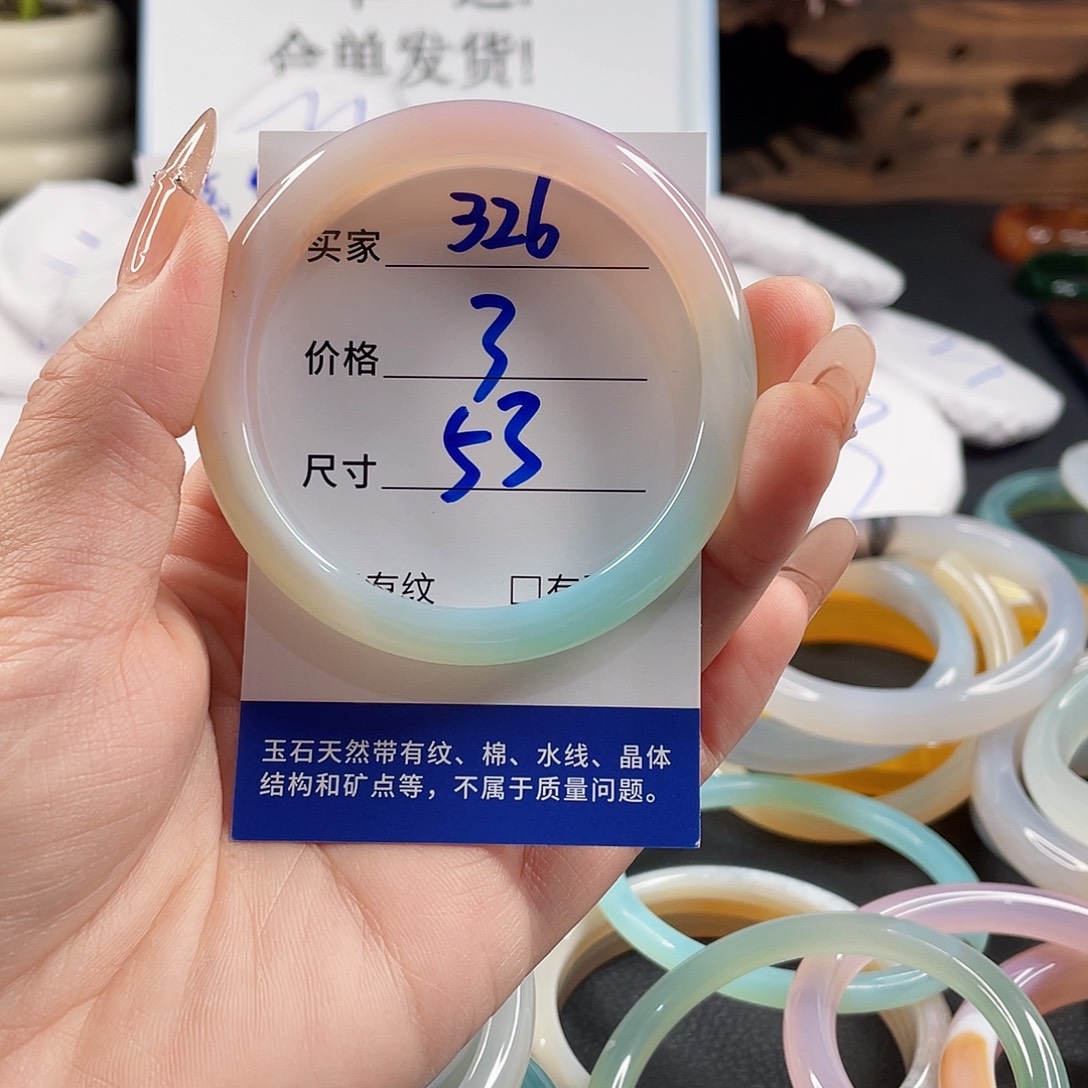 合单发货!
买家 326
价格 3
尺寸 53
有纹 □有
玉石天然带有纹、棉、水线、晶体
结构和矿点等，不属于质量问题。